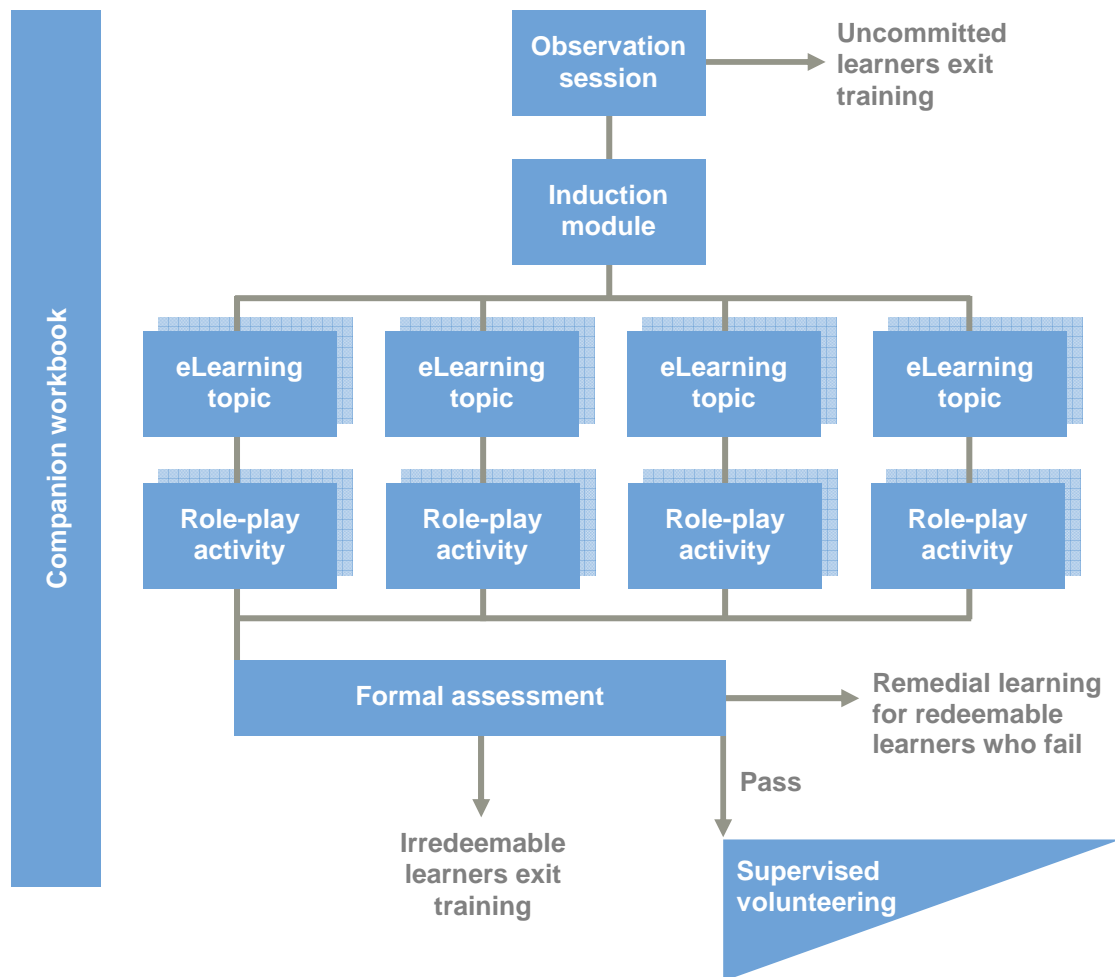 Observation
session
Uncommitted
learners exit
training
Induction
module
Companion workbook
eLearning
topic
eLearning
topic
eLearning
topic
eLearning
topic
Role-play
activity
Role-play
activity
Role-play
activity
Role-play
activity
Formal assessment
Remedial learning
for redeemable
learners who fail
Pass
Irredeemable
learners exit
training
Supervised
volunteering